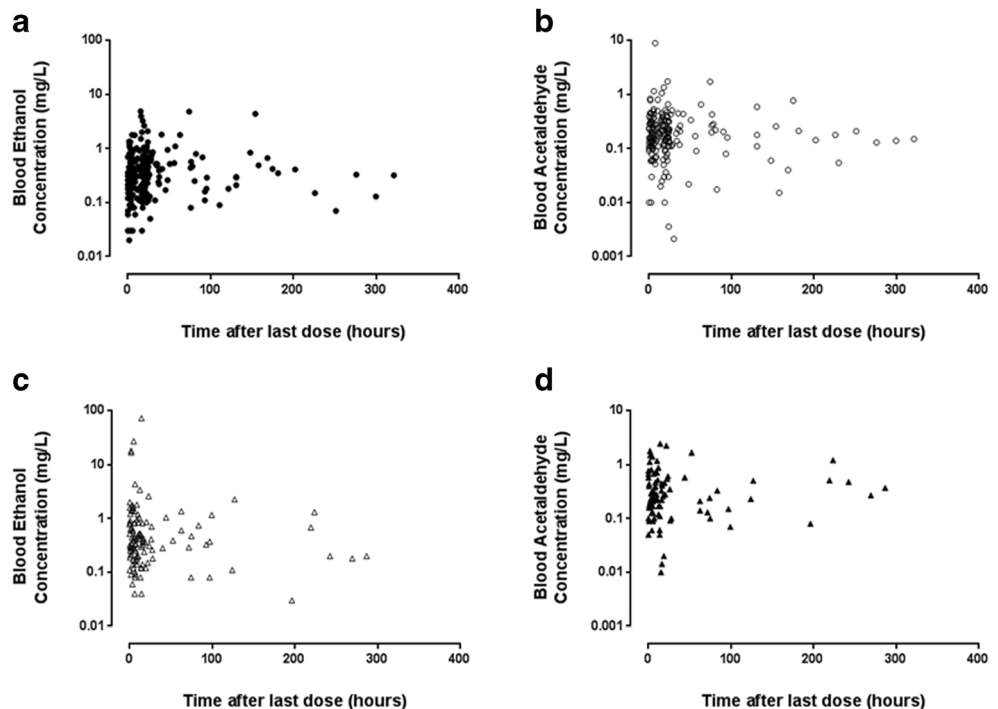 a
100
10
1
0.1
0.01
Blood Ethanol
Concentration (mg/L)
0 100 200 300 400
Time after last dose (hours)
b
10
1
0.1
0.01
0.001
Blood Acetaldehyde
Concentration (mg/L)
0 100 200 300 400
Time after last dose (hours)
c
100
10
1
0.1
0.01
Blood Ethanol
Concentration (mg/L)
0 100 200 300 400
Time after last dose (hours)
d
10
1
0.1
0.01
0.001
Blood Acetaldehyde
Concentration (mg/L)
0 100 200 300 400
Time after last dose (hours)